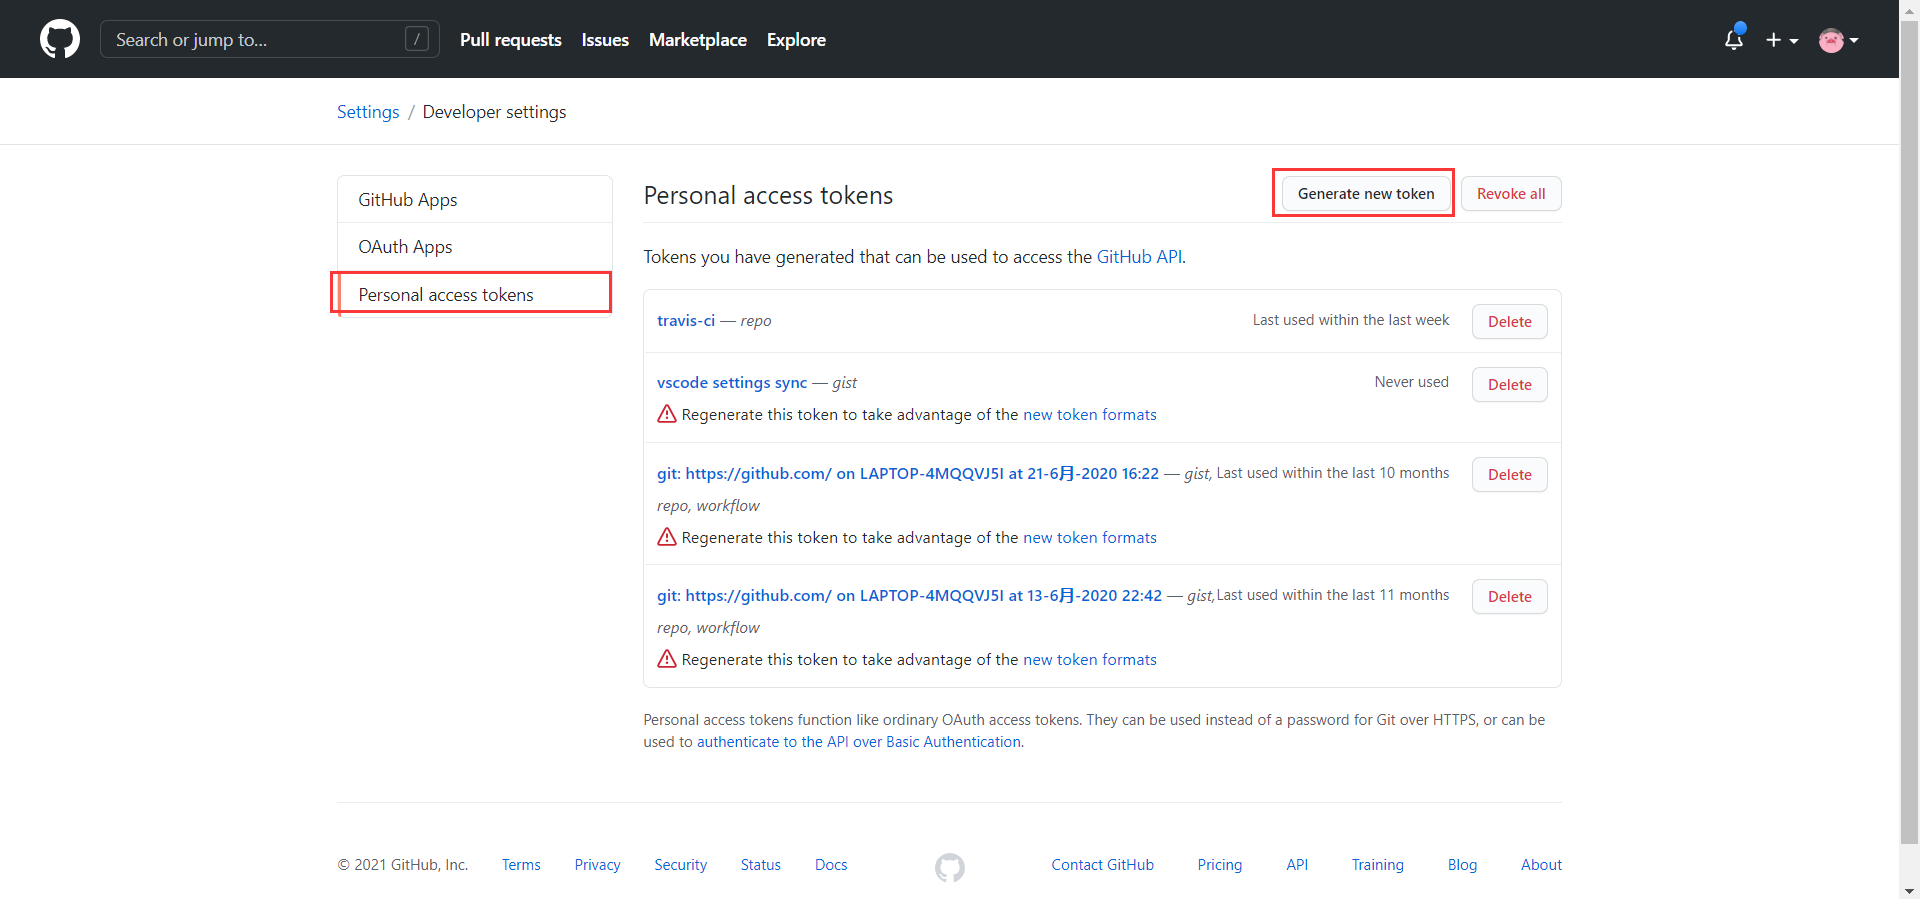 Search or jump to...
/
Pull requests
Issues
Marketplace
Explore
Settings / Developer settings
GitHub Apps
OAuth Apps
Personal access tokens
Personal access tokens
Generate new token
Revoke all
Tokens you have generated that can be used to access the GitHub API.
travis-ci — repo
Last used within the last week
Delete
vscode settings sync — gist
Never used
Delete
Regenerate this token to take advantage of the new token formats
git: https://github.com/ on LAPTOP-4MQQVJ5I at 21-6月-2020 16:22 — gist,
Last used within the last 10 months
Delete
repo, workflow
Regenerate this token to take advantage of the new token formats
git: https://github.com/ on LAPTOP-4MQQVJ5I at 13-6月-2020 22:42 — gist,
Last used within the last 11 months
Delete
repo, workflow
Regenerate this token to take advantage of the new token formats
Personal access tokens function like ordinary OAuth access tokens. They can be used instead of a password for Git over HTTPS, or can be
used to authenticate to the API over Basic Authentication.
© 2021 GitHub, Inc.
Terms
Privacy
Security
Status
Docs
Contact GitHub
Pricing
API
Training
Blog
About